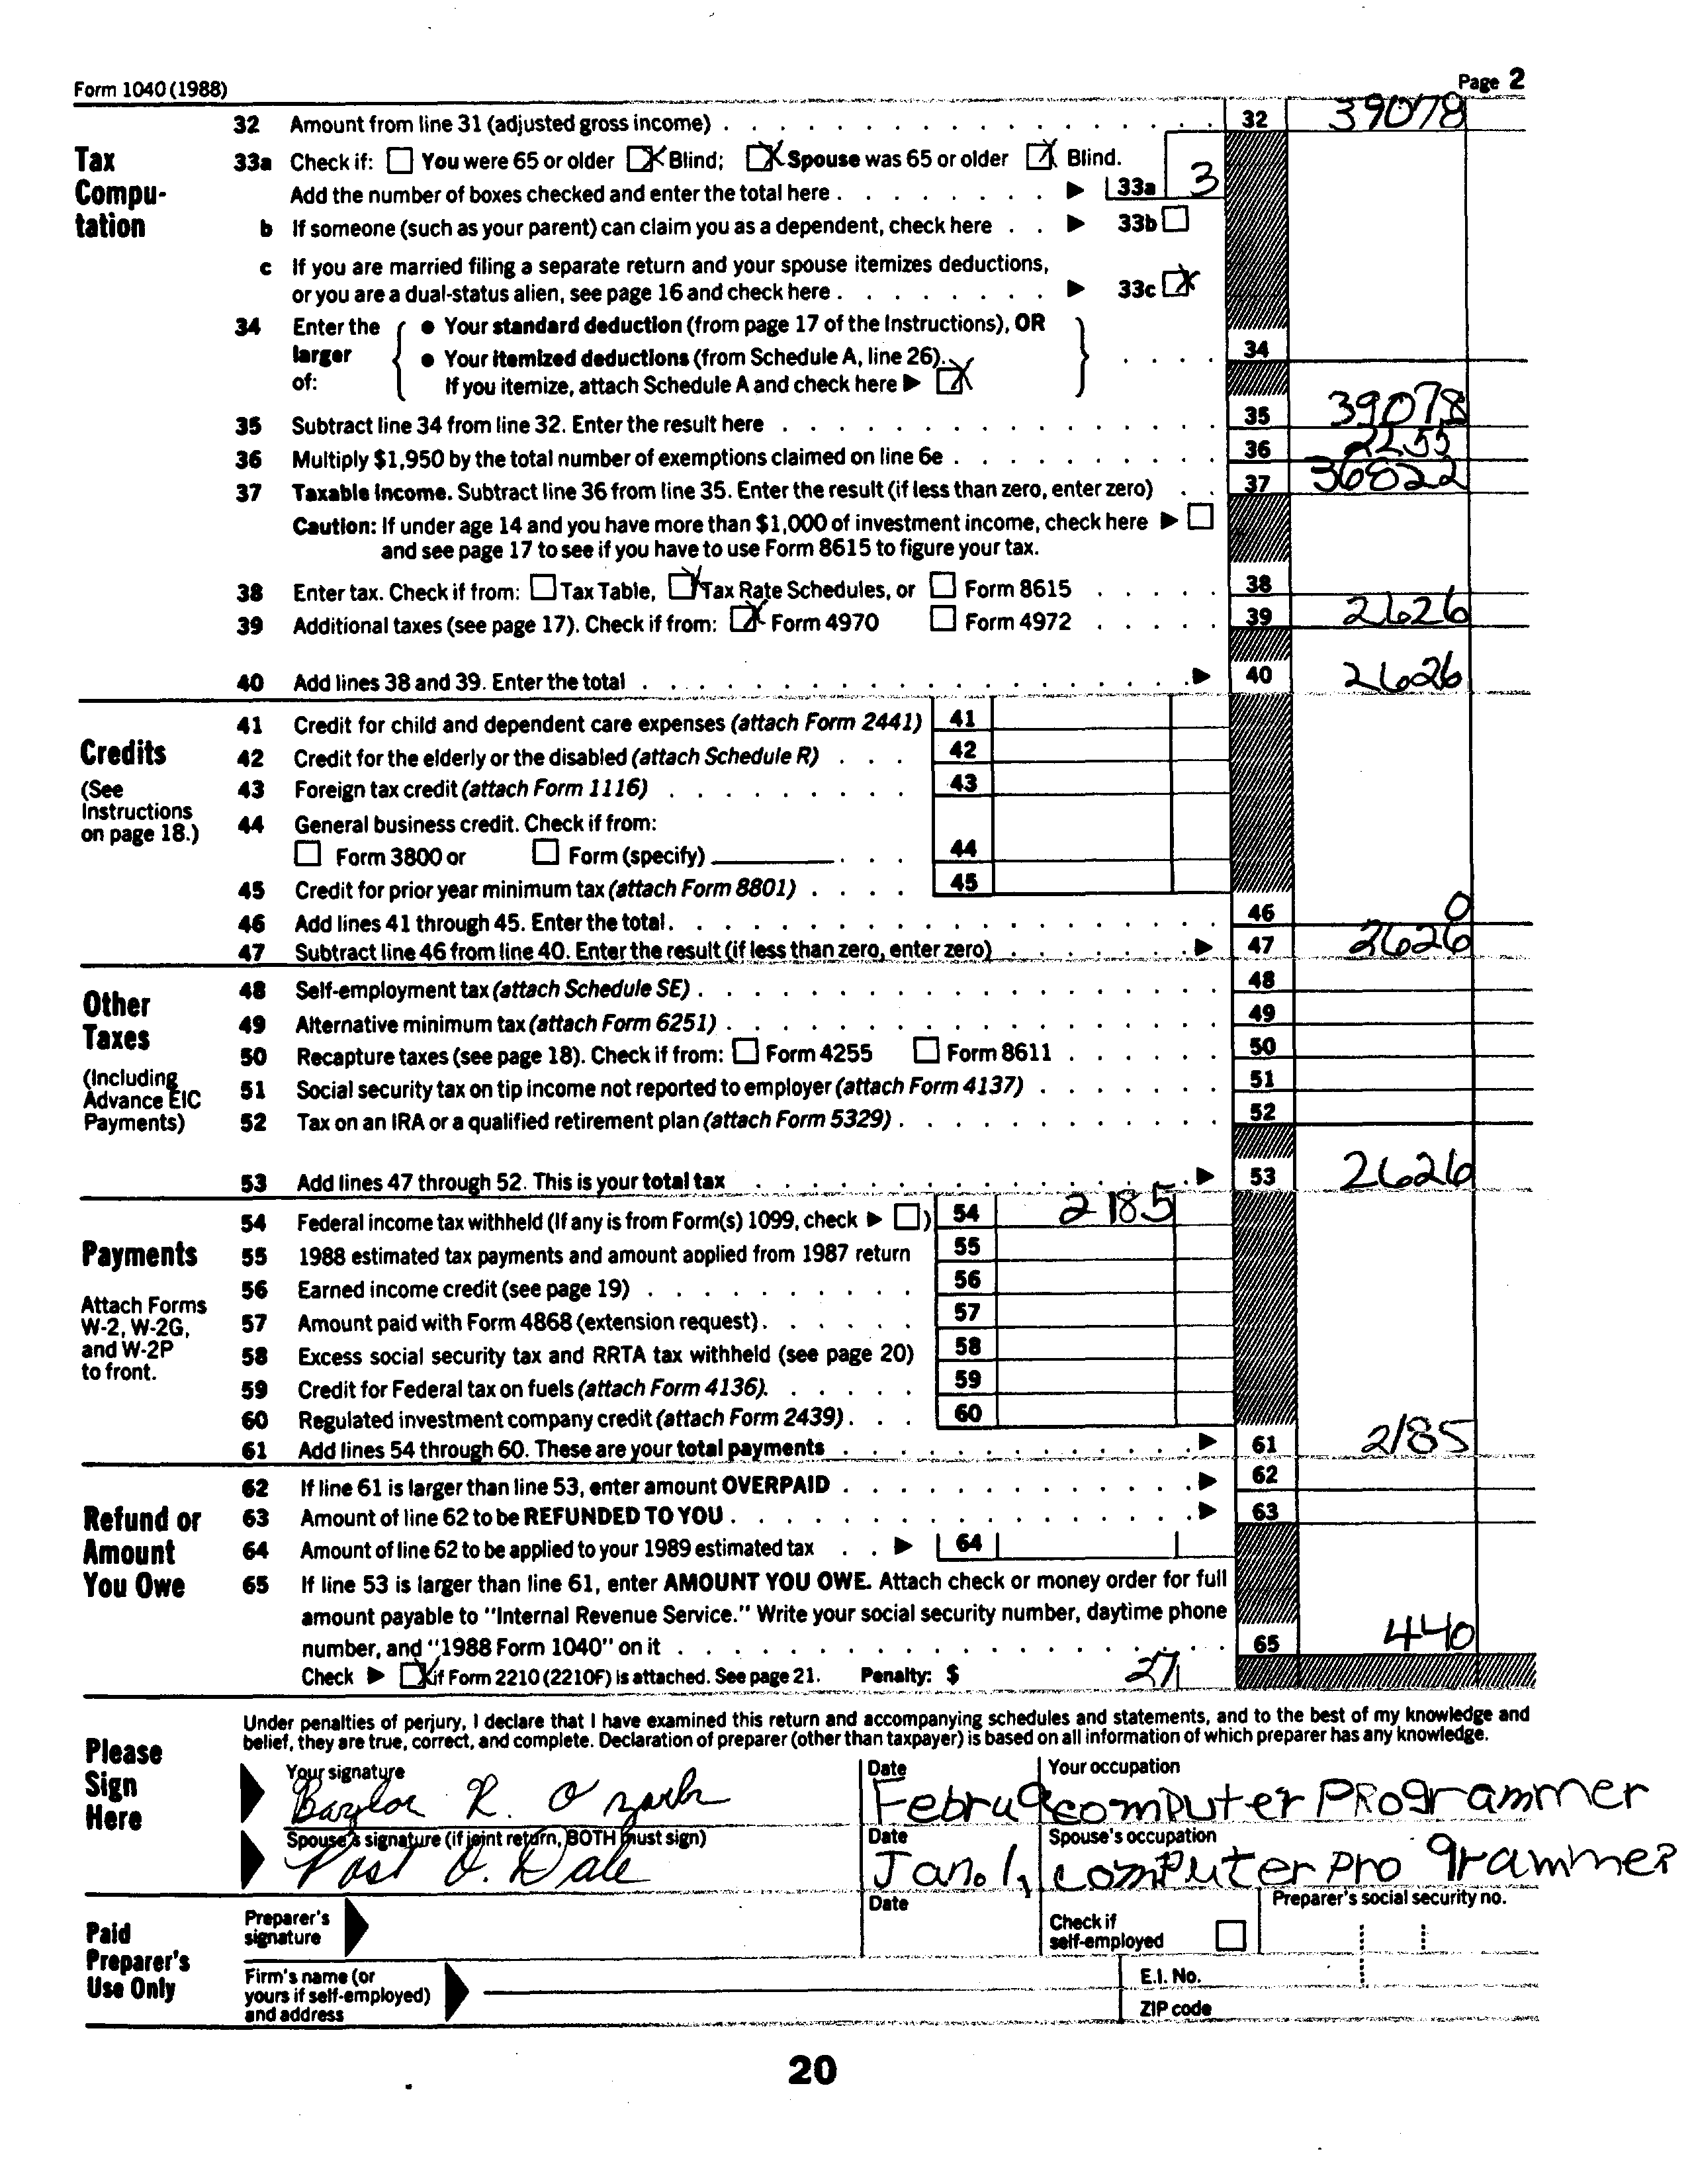 Form 1040 (1988) Page 2
32 Amount from line 31 (adjusted gross income) 32 39078
Tax Compu- tation
33a Check if: You were 65 or older Blind; Spouse was 65 or older Blind.
Add the number of boxes checked and enter the total here 33a 3
b If someone (such as your parent) can claim you as a dependent, check here 33b
c If you are married filing a separate return and your spouse itemizes deductions,
or you are a dual-status alien, see page 16 and check here 33c
34 Enter the larger of: • Your standard deduction (from page 17 of the Instructions), OR
• Your itemized deductions (from Schedule A, line 26). 34
If you itemize, attach Schedule A and check here
35 Subtract line 34 from line 32. Enter the result here 35 39078
36 Multiply $1,950 by the total number of exemptions claimed on line 6e 36
37 Taxable income. Subtract line 36 from line 35. Enter the result (if less than zero, enter zero) 37 36822
Caution: If under age 14 and you have more than $1,000 of investment income, check here
and see page 17 to see if you have to use Form 8615 to figure your tax.
38 Enter tax. Check if from: Tax Table, Tax Rate Schedules, or Form 8615 38
39 Additional taxes (see page 17). Check if from: Form 4970 Form 4972 39 2626
40 Add lines 38 and 39. Enter the total 40 2626
Credits
(See Instructions on page 18.)
41 Credit for child and dependent care expenses (attach Form 2441) 41
42 Credit for the elderly or the disabled (attach Schedule R) 42
43 Foreign tax credit (attach Form 1116) 43
44 General business credit. Check if from:
Form 3800 or Form (specify) 44
45 Credit for prior year minimum tax (attach Form 8801) 45
46 Add lines 41 through 45. Enter the total 46 0
47 Subtract line 46 from line 40. Enter the result (if less than zero, enter zero) 47 2626
Other Taxes
(Including Advance EIC Payments)
48 Self-employment tax (attach Schedule SE) 48
49 Alternative minimum tax (attach Form 6251) 49
50 Recapture taxes (see page 18). Check if from: Form 4255 Form 8611 50
51 Social security tax on tip income not reported to employer (attach Form 4137) 51
52 Tax on an IRA or a qualified retirement plan (attach Form 5329) 52
53 Add lines 47 through 52. This is your total tax 53 2626
Payments
Attach Forms W-2, W-2G, and W-2P to front.
54 Federal income tax withheld (If any is from Form(s) 1099, check ) 54 2185
55 1988 estimated tax payments and amount applied from 1987 return 55
56 Earned income credit (see page 19) 56
57 Amount paid with Form 4868 (extension request) 57
58 Excess social security tax and RRTA tax withheld (see page 20) 58
59 Credit for Federal tax on fuels (attach Form 4136) 59
60 Regulated investment company credit (attach Form 2439) 60
61 Add lines 54 through 60. These are your total payments 61 2185
Refund or Amount You Owe
62 If line 61 is larger than line 53, enter amount OVERPAID 62
63 Amount of line 62 to be REFUNDED TO YOU 63
64 Amount of line 62 to be applied to your 1989 estimated tax 64
65 If line 53 is larger than line 61, enter AMOUNT YOU OWE. Attach check or money order for full
amount payable to "Internal Revenue Service." Write your social security number, daytime phone
number, and "1988 Form 1040" on it 65 440
Check if Form 2210 (2210F) is attached. See page 21. Penalty: $ 27
Please Sign Here
Under penalties of perjury, I declare that I have examined this return and accompanying schedules and statements, and to the best of my knowledge and
belief, they are true, correct, and complete. Declaration of preparer (other than taxpayer) is based on all information of which preparer has any knowledge.
Your signature Date Your occupation
Baylor R. Ozark Februa computer PROgrammer
Spouse's signature (if joint return, BOTH must sign) Date Spouse's occupation
Post O. Dale Jan. 1, computer pro grammer
Paid Preparer's Use Only
Preparer's signature Date Check if self-employed Preparer's social security no.
Firm's name (or yours if self-employed) and address E.I. No.
ZIP code
20